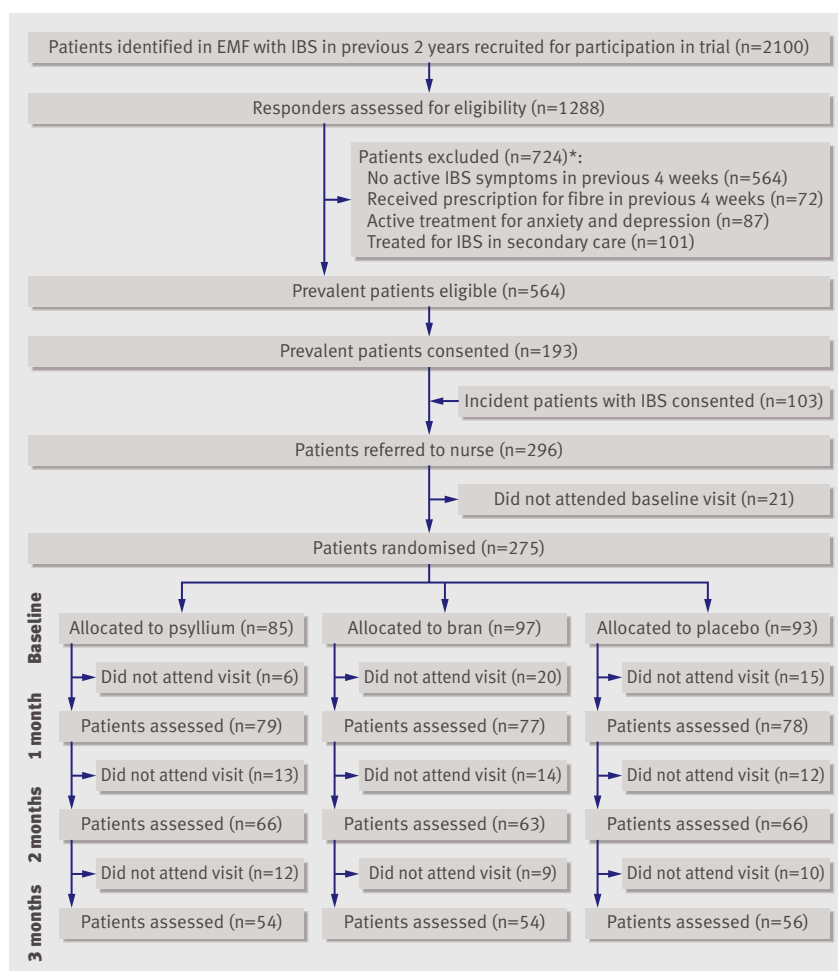 Patients identified in EMF with IBS in previous 2 years recruited for participation in trial (n=2100)
Responders assessed for eligibility (n=1288)
Patients excluded (n=724)*:
No active IBS symptoms in previous 4 weeks (n=564)
Received prescription for fibre in previous 4 weeks (n=72)
Active treatment for anxiety and depression (n=87)
Treated for IBS in secondary care (n=101)
Prevalent patients eligible (n=564)
Prevalent patients consented (n=193)
Incident patients with IBS consented (n=103)
Patients referred to nurse (n=296)
Did not attended baseline visit (n=21)
Patients randomised (n=275)
Baseline
Allocated to psyllium (n=85)
Allocated to bran (n=97)
Allocated to placebo (n=93)
Did not attend visit (n=6)
Did not attend visit (n=20)
Did not attend visit (n=15)
1 month
Patients assessed (n=79)
Patients assessed (n=77)
Patients assessed (n=78)
Did not attend visit (n=13)
Did not attend visit (n=14)
Did not attend visit (n=12)
2 months
Patients assessed (n=66)
Patients assessed (n=63)
Patients assessed (n=66)
Did not attend visit (n=12)
Did not attend visit (n=9)
Did not attend visit (n=10)
3 months
Patients assessed (n=54)
Patients assessed (n=54)
Patients assessed (n=56)